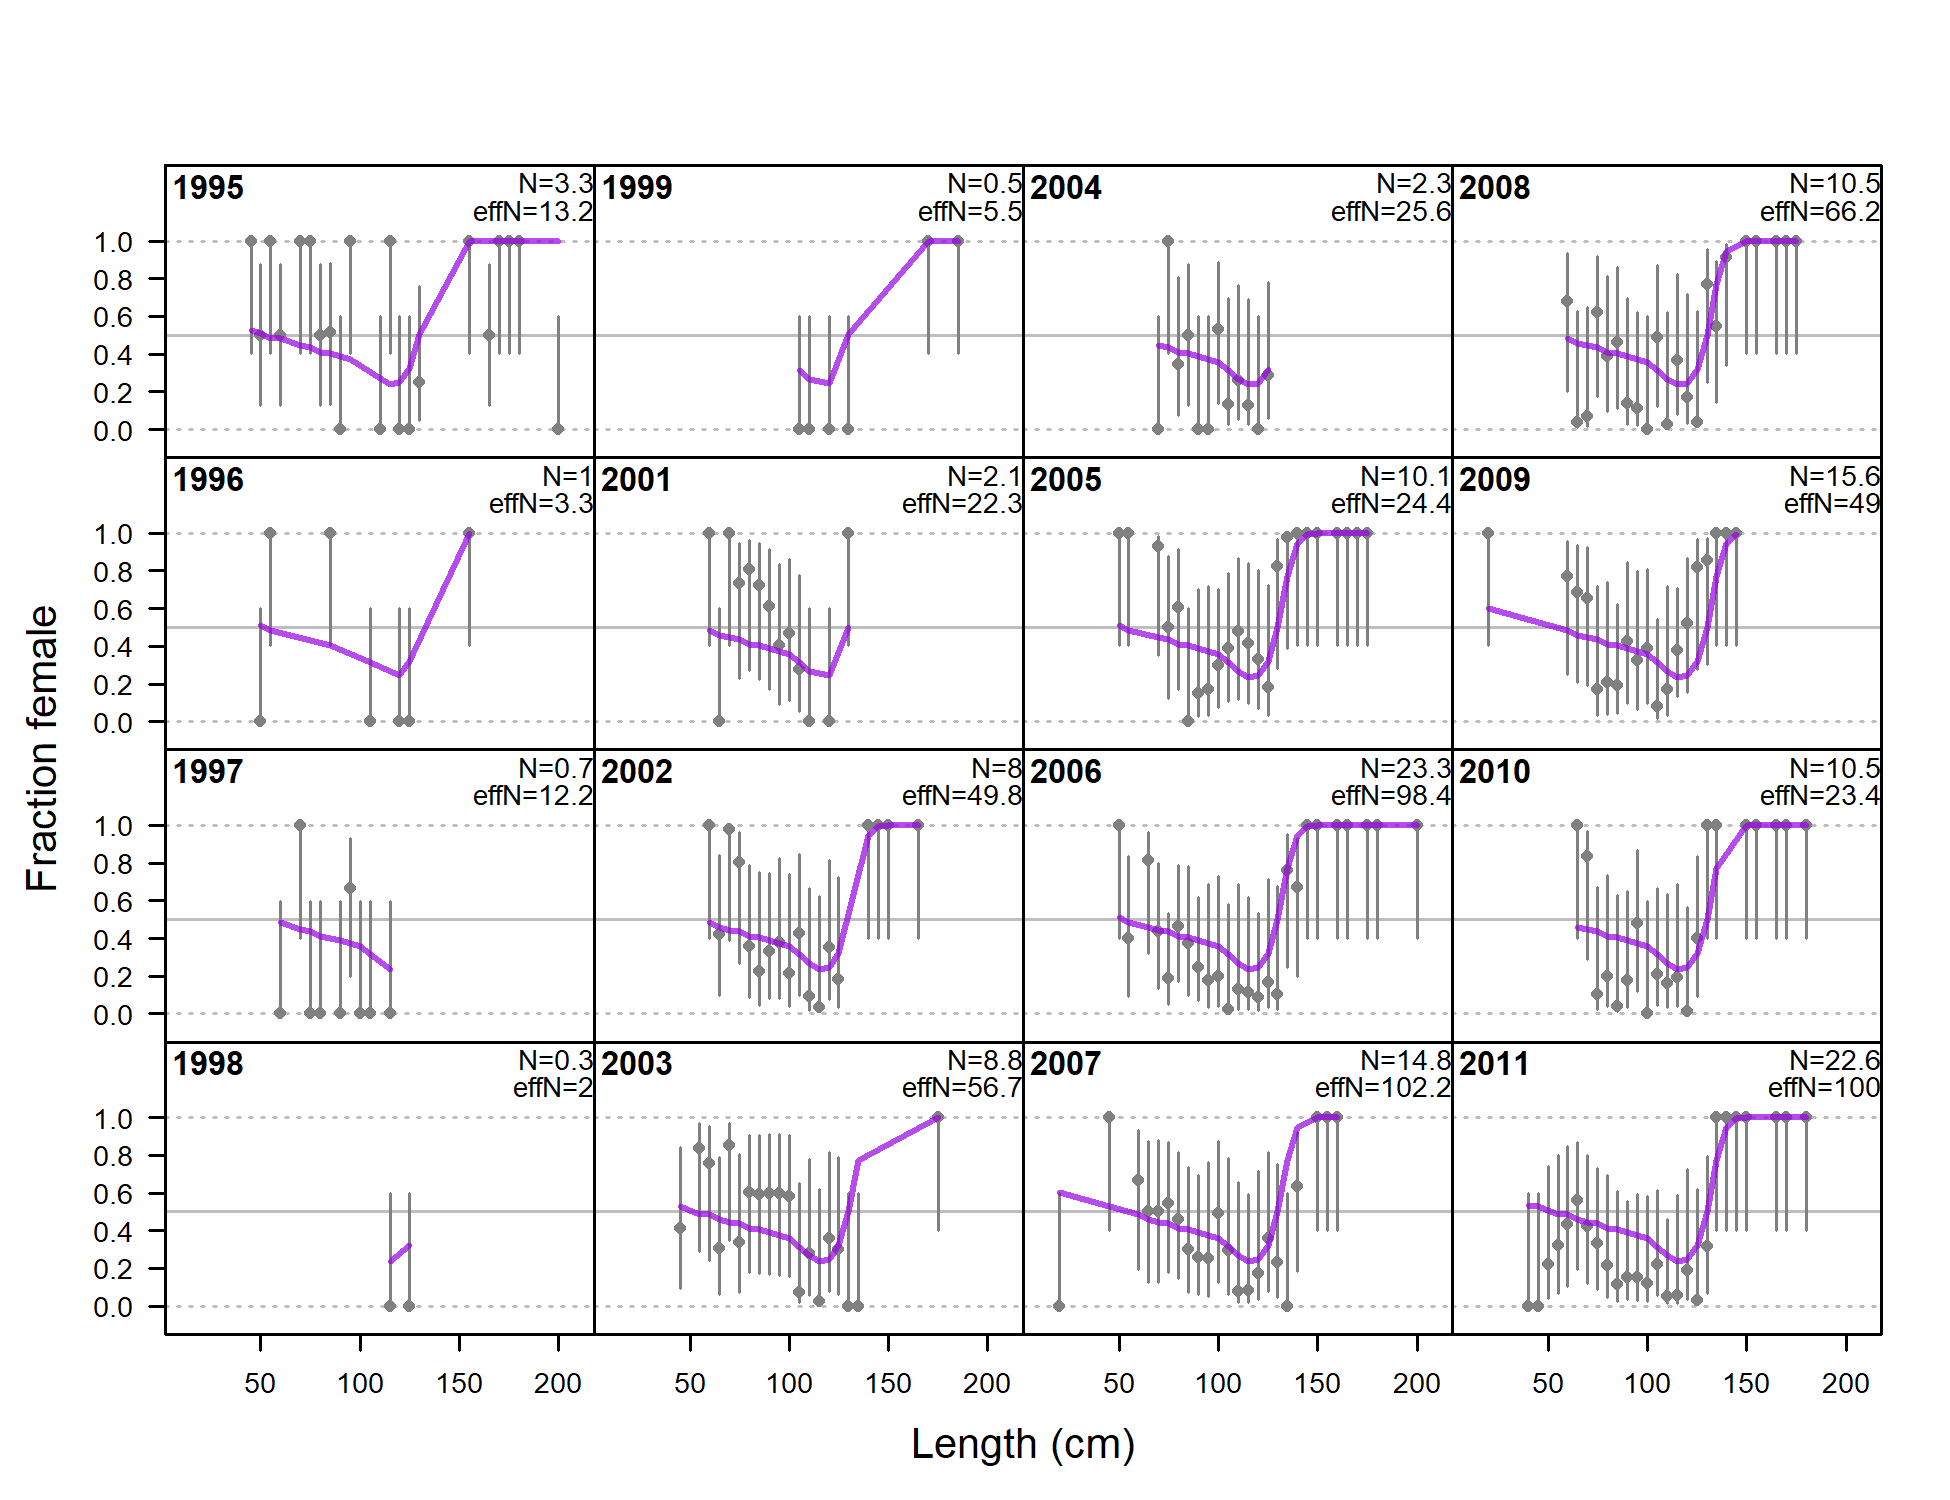 1995
N=3.3
effN=13.2
1999
N=0.5
effN=5.5
2004
N=2.3
effN=25.6
2008
N=10.5
effN=66.2
1.0
0.8
0.6
0.4
0.2
0.0
1996
N=1
effN=3.3
2001
N=2.1
effN=22.3
2005
N=10.1
effN=24.4
2009
N=15.6
effN=49
1.0
0.8
0.6
0.4
0.2
0.0
1997
N=0.7
effN=12.2
2002
N=8
effN=49.8
2006
N=23.3
effN=98.4
2010
N=10.5
effN=23.4
1.0
0.8
0.6
0.4
0.2
0.0
1998
N=0.3
effN=2
2003
N=8.8
effN=56.7
2007
N=14.8
effN=102.2
2011
N=22.6
effN=100
1.0
0.8
0.6
0.4
0.2
0.0
50 100 150 200 50 100 150 200 50 100 150 200 50 100 150 200
Length (cm)
Fraction female